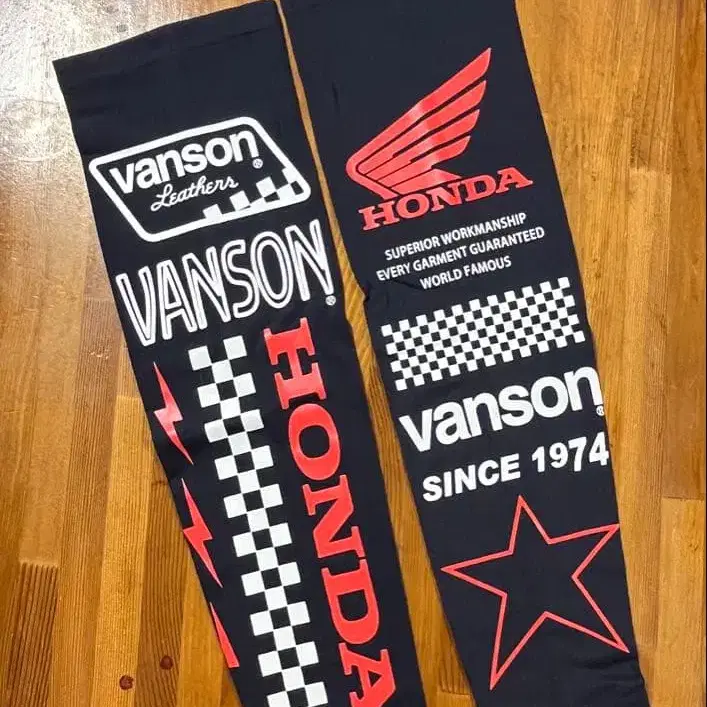 vanson®
Leathers
VANSON®
HONDA
HONDA
SUPERIOR WORKMANSHIP
EVERY GARMENT GUARANTEED
WORLD FAMOUS
vanson®
SINCE 1974